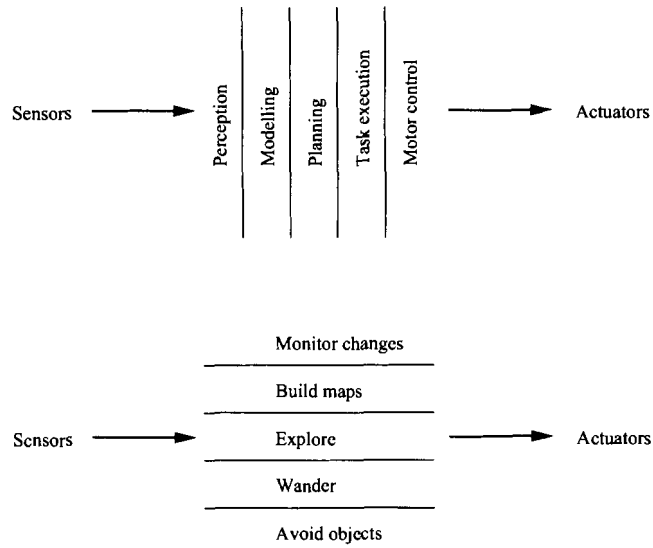 Sensors
Perception
Modelling
Planning
Task execution
Motor control
Actuators
Monitor changes
Build maps
Sensors
Explore
Actuators
Wander
Avoid objects